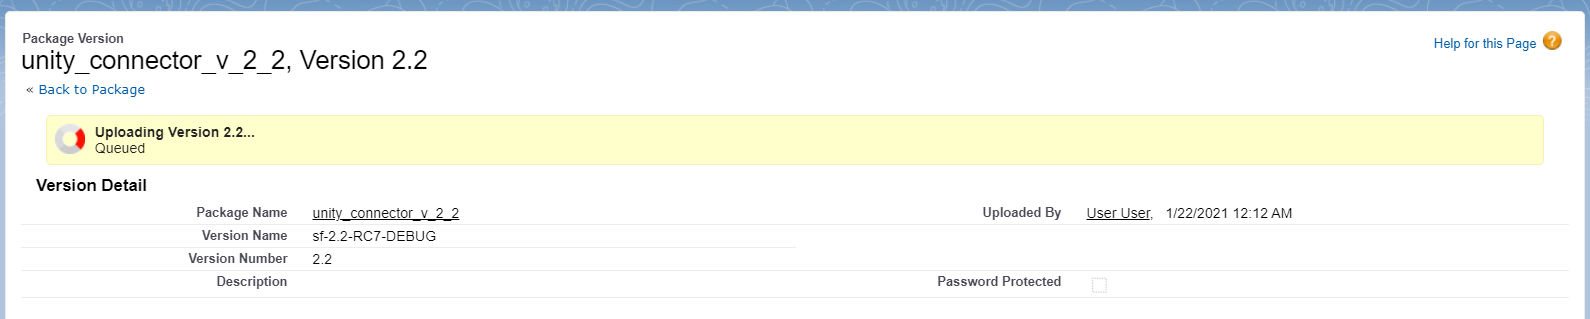 Package Version
unity_connector_v_2_2, Version 2.2
Help for this Page ?
« Back to Package
Uploading Version 2.2...
Queued
Version Detail
Package Name unity_connector_v_2_2 Uploaded By User User, 1/22/2021 12:12 AM
Version Name sf-2.2-RC7-DEBUG
Version Number 2.2
Description Password Protected